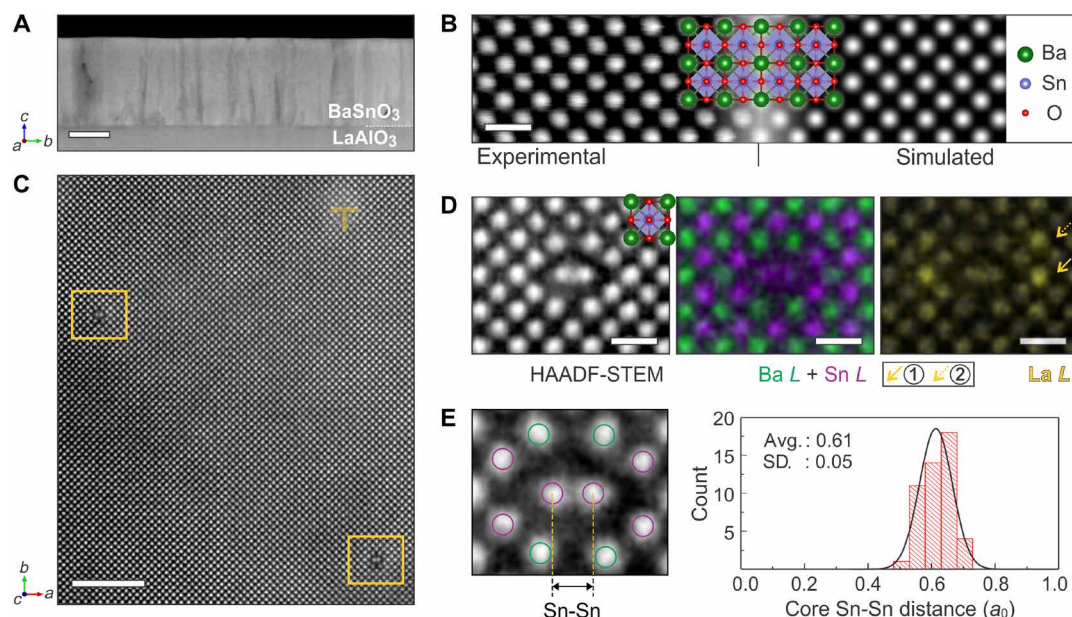 A
BaSnO₃
LaAlO₃
c
a
b
B
Ba
Sn
O
Experimental
Simulated
C
b
c
a
D
HAADF-STEM
Ba L + Sn L
① ②
La L
E
Sn-Sn
20
15
10
5
Count
Avg. : 0.61
SD. : 0.05
0.0 0.2 0.4 0.6 0.8 1.0
Core Sn-Sn distance (a₀)